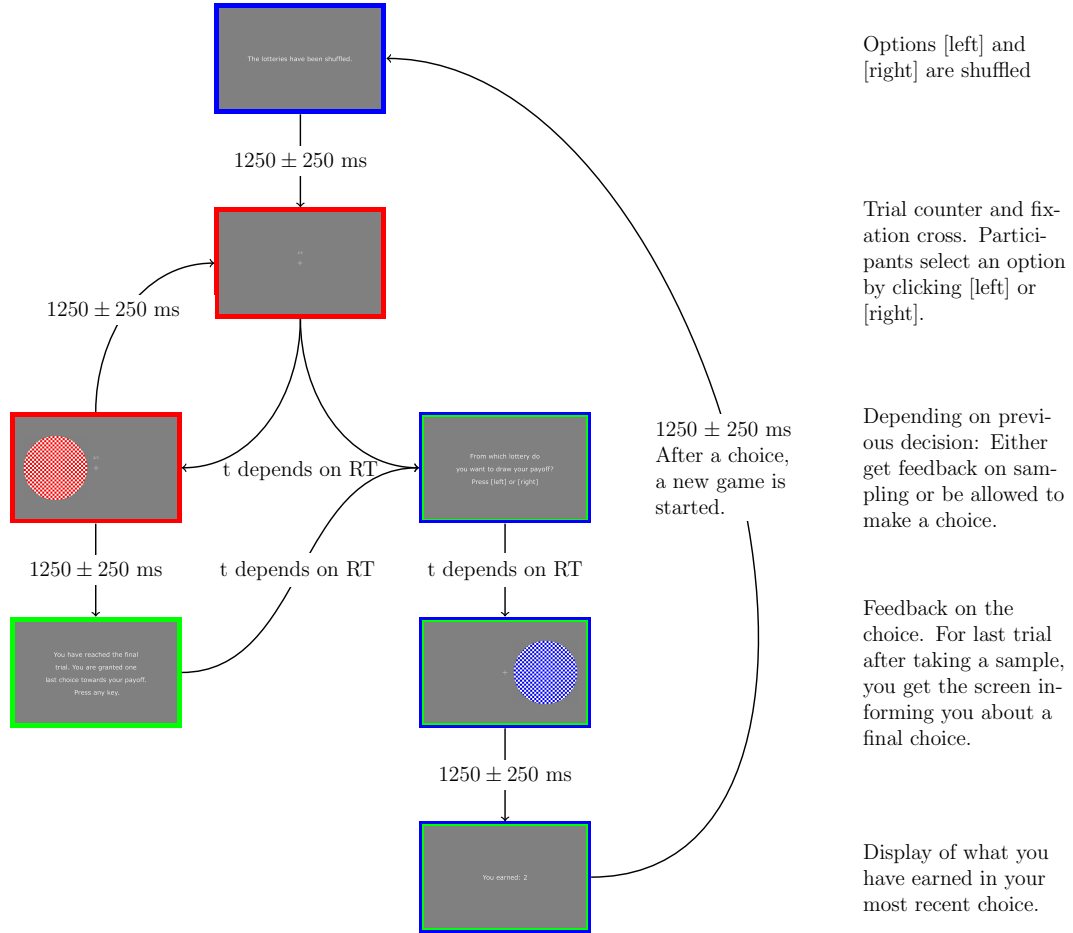 The lotteries have been shuffled.
Options [left] and
[right] are shuffled
1250 ± 250 ms
Trial counter and fix-
ation cross. Partici-
pants select an option
by clicking [left] or
[right].
+
1250 ± 250 ms
+
t depends on RT
From which lottery do
you want to draw your payoff?
Press [left] or [right]
1250 ± 250 ms
After a choice,
a new game is
started.
Depending on previ-
ous decision: Either
get feedback on sam-
pling or be allowed to
make a choice.
1250 ± 250 ms
t depends on RT
t depends on RT
You have reached the final
trial. You are granted one
last choice towards your payoff.
Press any key.
+
Feedback on the
choice. For last trial
after taking a sample,
you get the screen in-
forming you about a
final choice.
1250 ± 250 ms
You earned: 2
Display of what you
have earned in your
most recent choice.